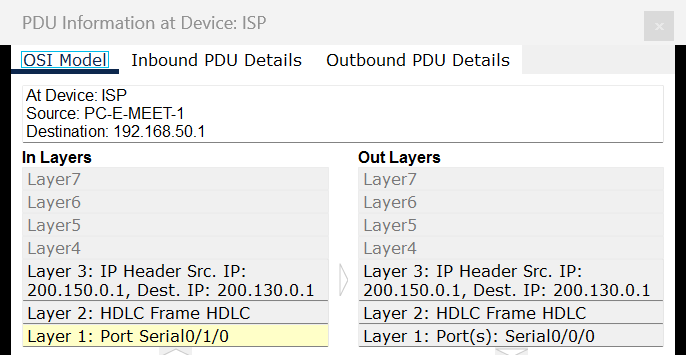 PDU Information at Device: ISP
×
OSI Model Inbound PDU Details Outbound PDU Details
At Device: ISP
Source: PC-E-MEET-1
Destination: 192.168.50.1
In Layers
Layer7
Layer6
Layer5
Layer4
Layer 3: IP Header Src. IP:
200.150.0.1, Dest. IP: 200.130.0.1
Layer 2: HDLC Frame HDLC
Layer 1: Port Serial0/1/0
Out Layers
Layer7
Layer6
Layer5
Layer4
Layer 3: IP Header Src. IP:
200.150.0.1, Dest. IP: 200.130.0.1
Layer 2: HDLC Frame HDLC
Layer 1: Port(s): Serial0/0/0